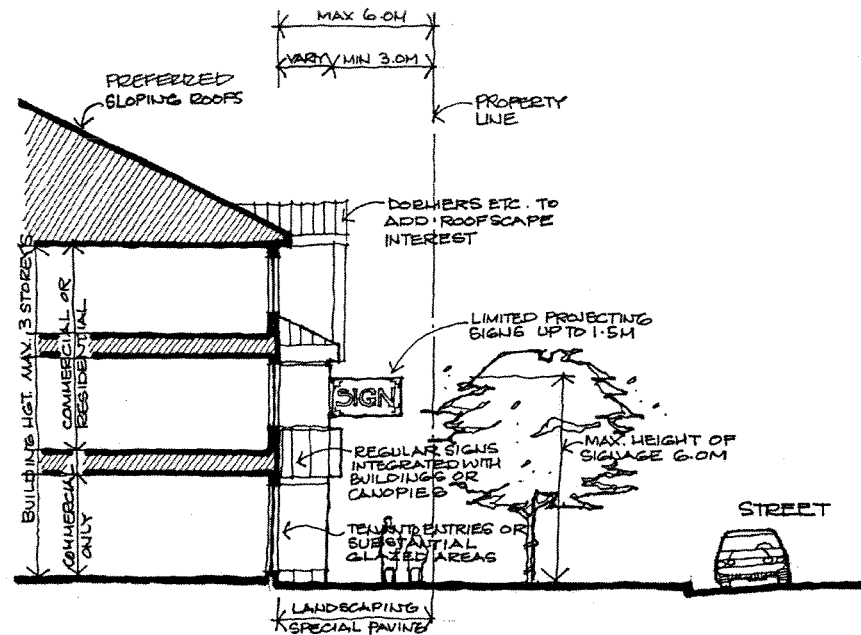 MAX 6.0M
VARY
MIN 3.0M
PREFERRED
SLOPING ROOFS
PROPERTY
LINE
DORMERS ETC. TO
ADD ROOFSCAPE
INTEREST
BUILDING HGT. MAX. 3 STOREYS
COMMERCIAL OR
RESIDENTIAL
LIMITED PROJECTING
SIGNS UP TO 1.5M
SIGN
MAX. HEIGHT OF
SIGNAGE 6.0M
REGULAR SIGNS
INTEGRATED WITH
BUILDINGS OR
CANOPIES
COMMERCIAL
ONLY
TENANT ENTRIES OR
SUBSTANTIAL
GLAZED AREAS
STREET
LANDSCAPING
SPECIAL PAVING